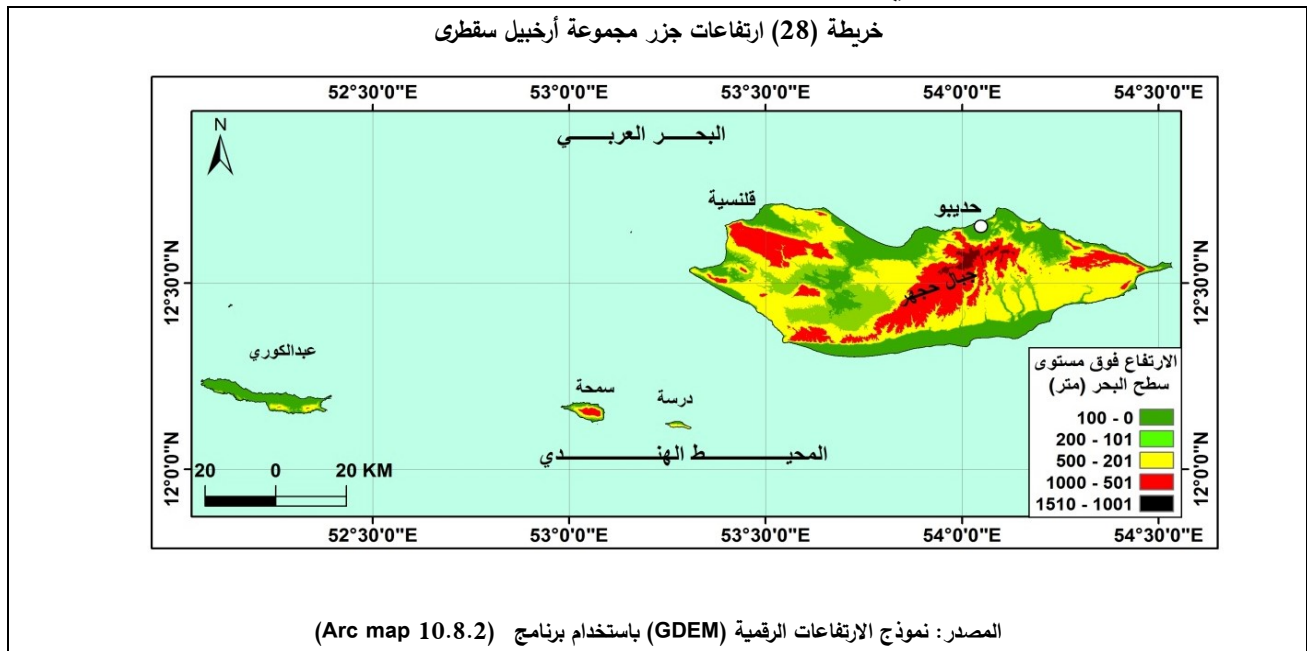 خريطة (28) ارتفاعات جزر مجموعة أرخبيل سقطرى
52°30'0"E
53°0'0"E
53°30'0"E
54°0'0"E
54°30'0"E
N
البحـــــر العربـــــي
قلنسية
حديبو
12°30'0"N
جبال حجهر
12°30'0"N
عبدالكوري
سمحة
درسة
الارتفاع فوق مستوى
سطح البحر (متر)
100 - 0
200 - 101
500 - 201
1000 - 501
1510 - 1001
المحيـــــــط الهنـــــــدي
12°0'0"N
20 0 20 KM
12°0'0"N
52°30'0"E
53°0'0"E
53°30'0"E
54°0'0"E
54°30'0"E
المصدر: نموذج الارتفاعات الرقمية (GDEM) باستخدام برنامج (Arc map 10.8.2)